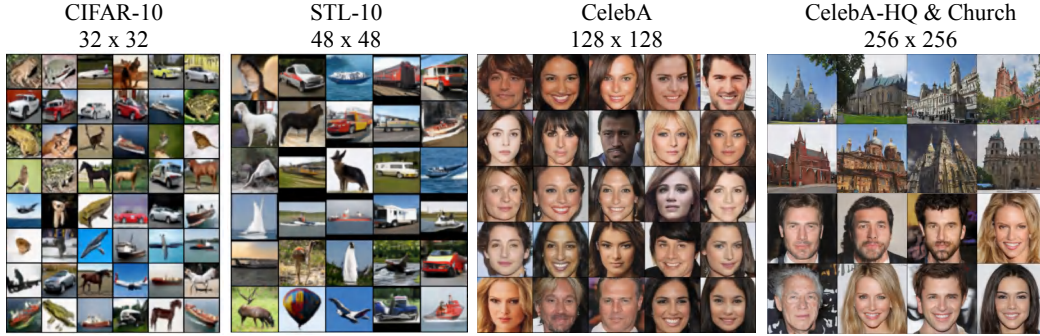 CIFAR-10
32 x 32
STL-10
48 x 48
CelebA
128 x 128
CelebA-HQ & Church
256 x 256